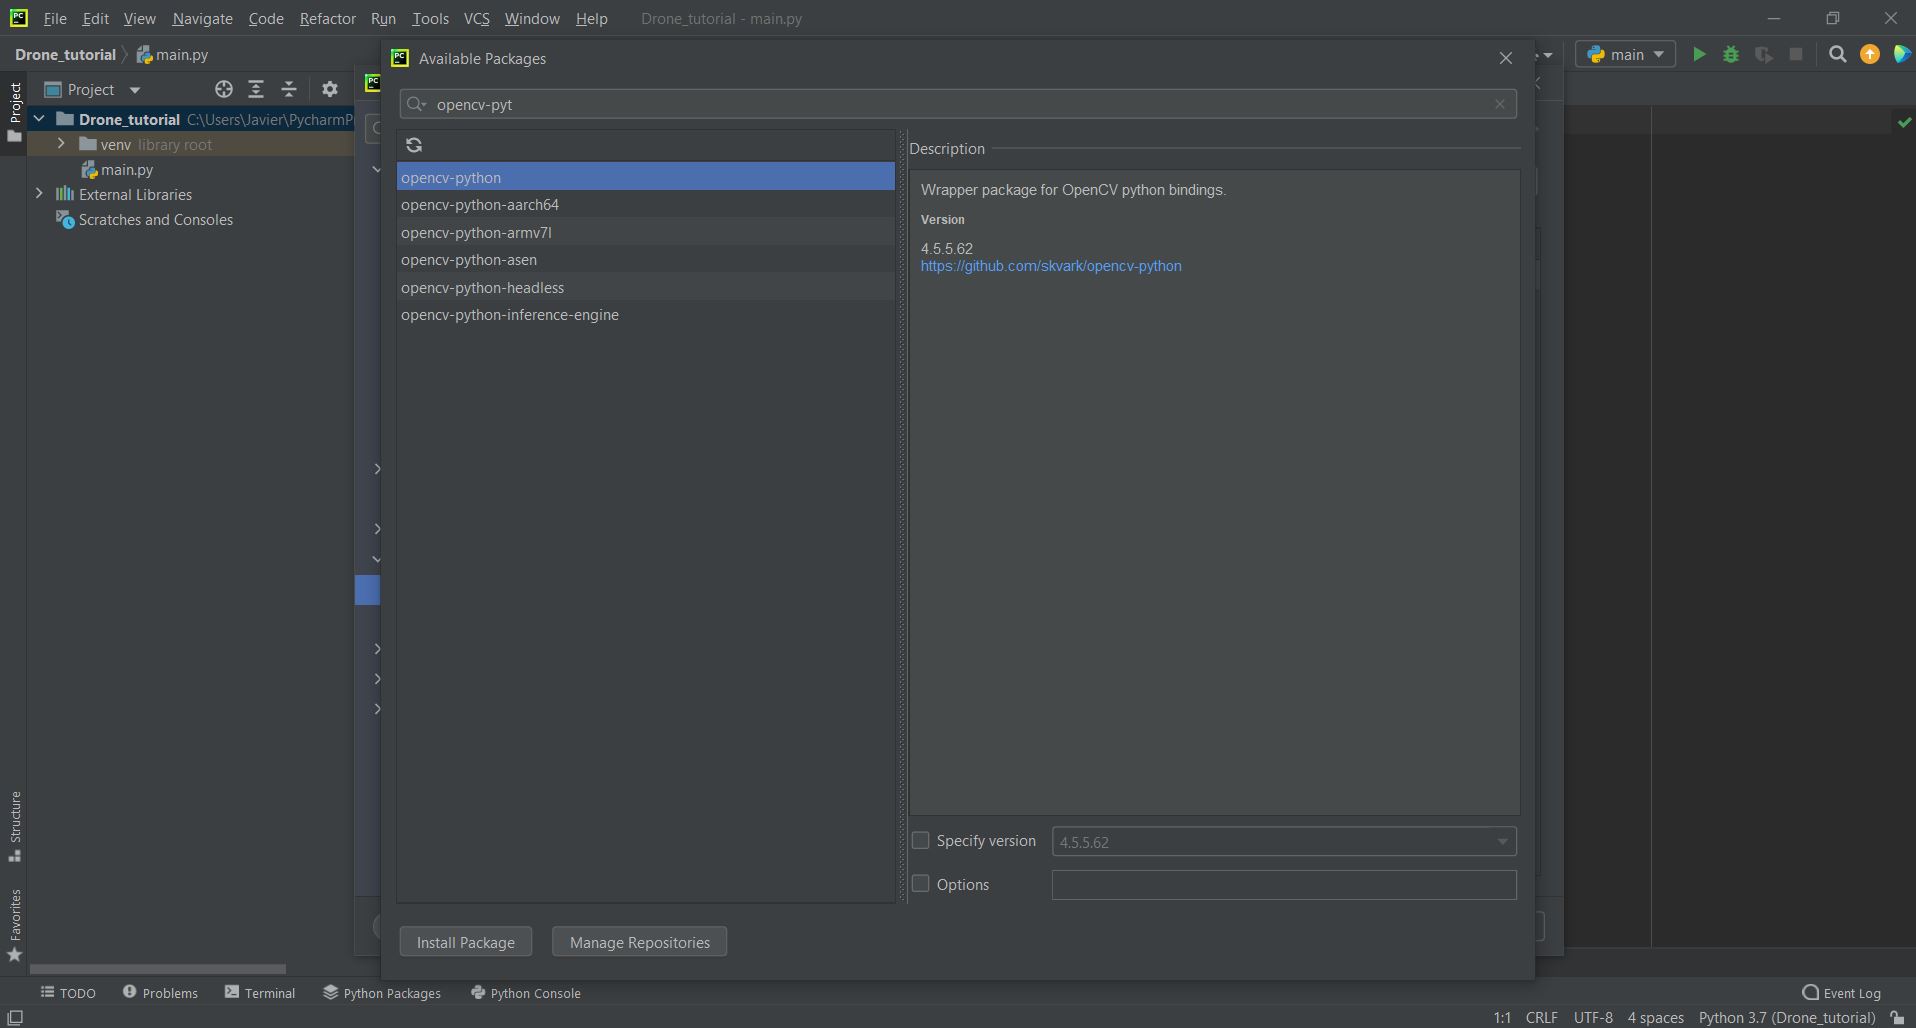 File Edit View Navigate Code Refactor Run Tools VCS Window Help Drone_tutorial - main.py
Drone_tutorial main.py
main
PC Available Packages
Project
Project
opencv-pyt
Drone_tutorial C:\Users\Javier\PycharmP
venv library root
main.py
External Libraries
Scratches and Consoles
opencv-python
opencv-python-aarch64
opencv-python-armv7l
opencv-python-asen
opencv-python-headless
opencv-python-inference-engine
Description
Wrapper package for OpenCV python bindings.
Version
4.5.5.62
https://github.com/skvark/opencv-python
Specify version 4.5.5.62
Options
Install Package Manage Repositories
Structure
Favorites
TODO Problems Terminal Python Packages Python Console Event Log
1:1 CRLF UTF-8 4 spaces Python 3.7 (Drone_tutorial)